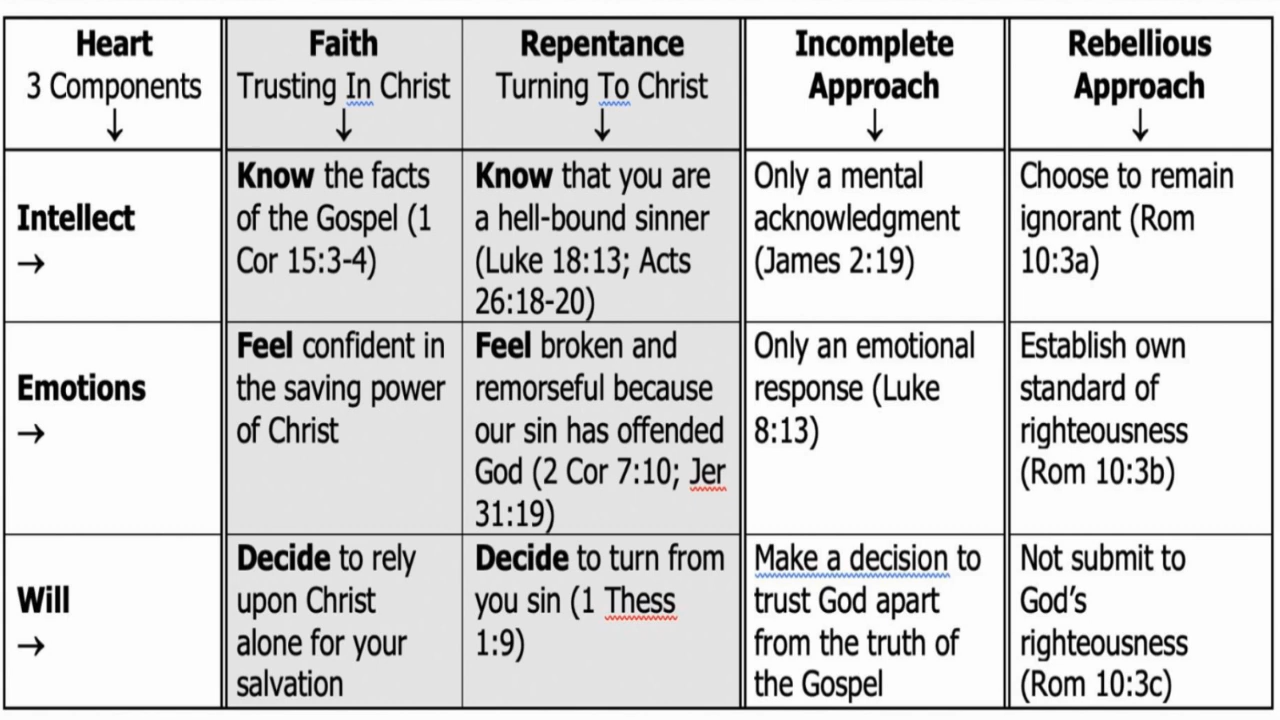 Heart
3 Components
↓
Faith
Trusting In Christ
↓
Repentance
Turning To Christ
↓
Incomplete
Approach
↓
Rebellious
Approach
↓
Intellect
→
Know the facts
of the Gospel (1
Cor 15:3-4)
Know that you are
a hell-bound sinner
(Luke 18:13; Acts
26:18-20)
Only a mental
acknowledgment
(James 2:19)
Choose to remain
ignorant (Rom
10:3a)
Emotions
→
Feel confident in
the saving power
of Christ
Feel broken and
remorseful because
our sin has offended
God (2 Cor 7:10; Jer
31:19)
Only an emotional
response (Luke
8:13)
Establish own
standard of
righteousness
(Rom 10:3b)
Will
→
Decide to rely
upon Christ
alone for your
salvation
Decide to turn from
you sin (1 Thess
1:9)
Make a decision to
trust God apart
from the truth of
the Gospel
Not submit to
God's
righteousness
(Rom 10:3c)